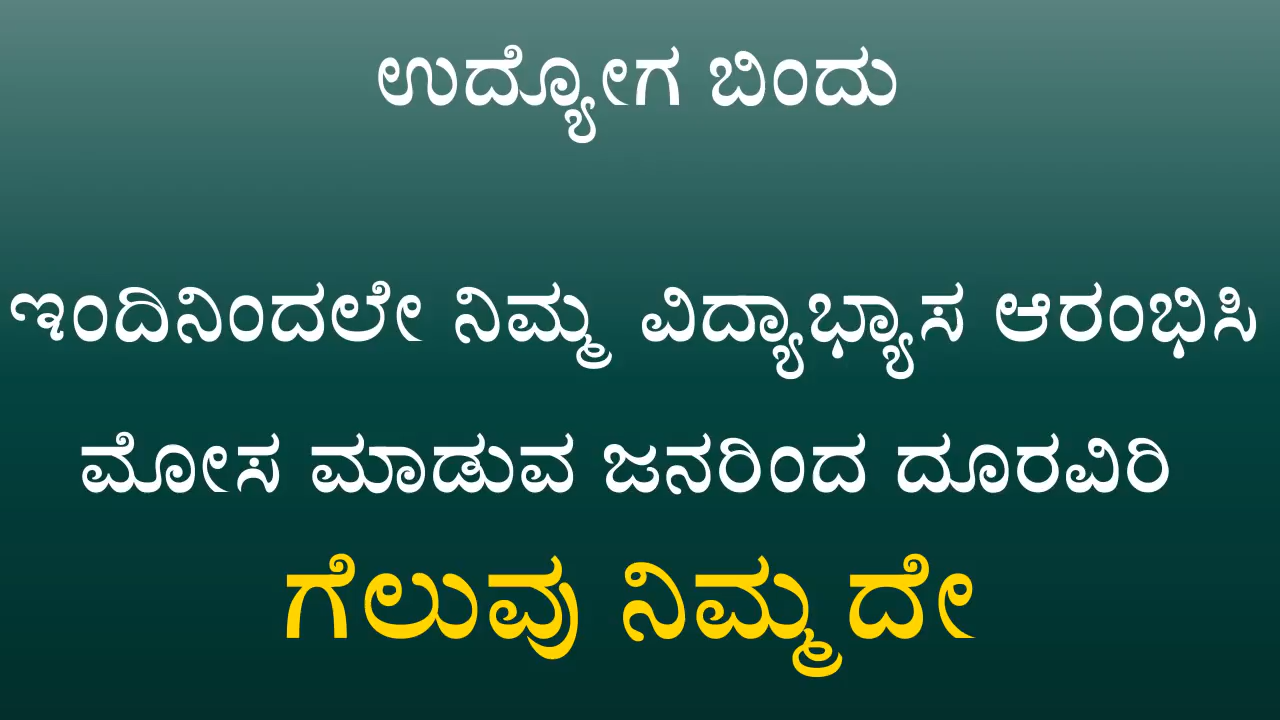 ಉದ್ಯೋಗ ಬಿಂದು
ಇಂದಿನಿಂದಲೇ ನಿಮ್ಮ ವಿದ್ಯಾಭ್ಯಾಸ ಆರಂಭಿಸಿ
ಮೋಸ ಮಾಡುವ ಜನರಿಂದ ದೂರವಿರಿ
ಗೆಲುವು ನಿಮ್ಮದೇ